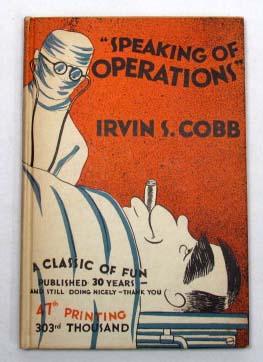 "SPEAKING OF
OPERATIONS"
IRVIN S. COBB
A CLASSIC OF FUN
PUBLISHED 30 YEARS—
AND STILL DOING NICELY—THANK YOU
47th PRINTING
303rd THOUSAND